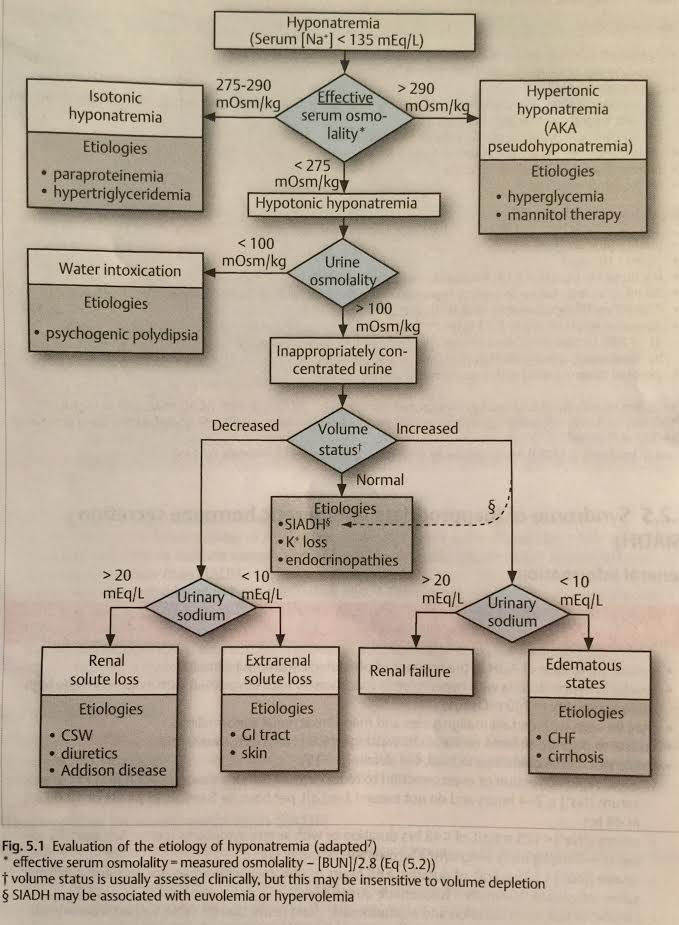 Hyponatremia
(Serum [Na⁺] < 135 mEq/L)
275-290
mOsm/kg
Effective
serum osmo-
lality*
> 290
mOsm/kg
Isotonic
hyponatremia
Etiologies
• paraproteinemia
• hypertriglyceridemia
Hypertonic
hyponatremia
(AKA
pseudohyponatremia)
Etiologies
• hyperglycemia
• mannitol therapy
< 275
mOsm/kg
Hypotonic hyponatremia
< 100
mOsm/kg
Urine
osmolality
Water intoxication
Etiologies
• psychogenic polydipsia
> 100
mOsm/kg
Inappropriately con-
centrated urine
Decreased
Volume
status†
Increased
Normal
§
Etiologies
•SIADH§
•K⁺ loss
•endocrinopathies
> 20
mEq/L
Urinary
sodium
< 10
mEq/L
> 20
mEq/L
Urinary
sodium
< 10
mEq/L
Renal
solute loss
Etiologies
• CSW
• diuretics
• Addison disease
Extrarenal
solute loss
Etiologies
• GI tract
• skin
Renal failure
Edematous
states
Etiologies
• CHF
• cirrhosis
Fig. 5.1 Evaluation of the etiology of hyponatremia (adapted⁷)
* effective serum osmolality = measured osmolality – [BUN]/2.8 (Eq (5.2))
† volume status is usually assessed clinically, but this may be insensitive to volume depletion
§ SIADH may be associated with euvolemia or hypervolemia